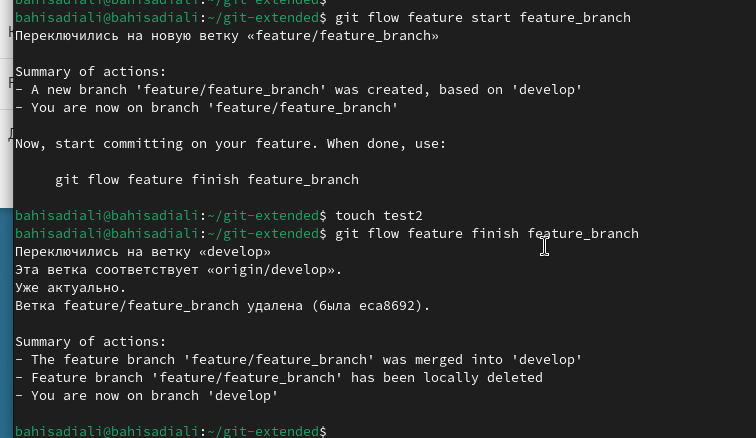 bahisadiali@bahisadiali:~/git-extended$
bahisadiali@bahisadiali:~/git-extended$ git flow feature start feature_branch
Переключились на новую ветку «feature/feature_branch»
Summary of actions:
- A new branch 'feature/feature_branch' was created, based on 'develop'
- You are now on branch 'feature/feature_branch'
Now, start committing on your feature. When done, use:
git flow feature finish feature_branch
bahisadiali@bahisadiali:~/git-extended$ touch test2
bahisadiali@bahisadiali:~/git-extended$ git flow feature finish feature_branch
Переключились на ветку «develop»
Эта ветка соответствует «origin/develop».
Уже актуально.
Ветка feature/feature_branch удалена (была eca8692).
Summary of actions:
- The feature branch 'feature/feature_branch' was merged into 'develop'
- Feature branch 'feature/feature_branch' has been locally deleted
- You are now on branch 'develop'
bahisadiali@bahisadiali:~/git-extended$